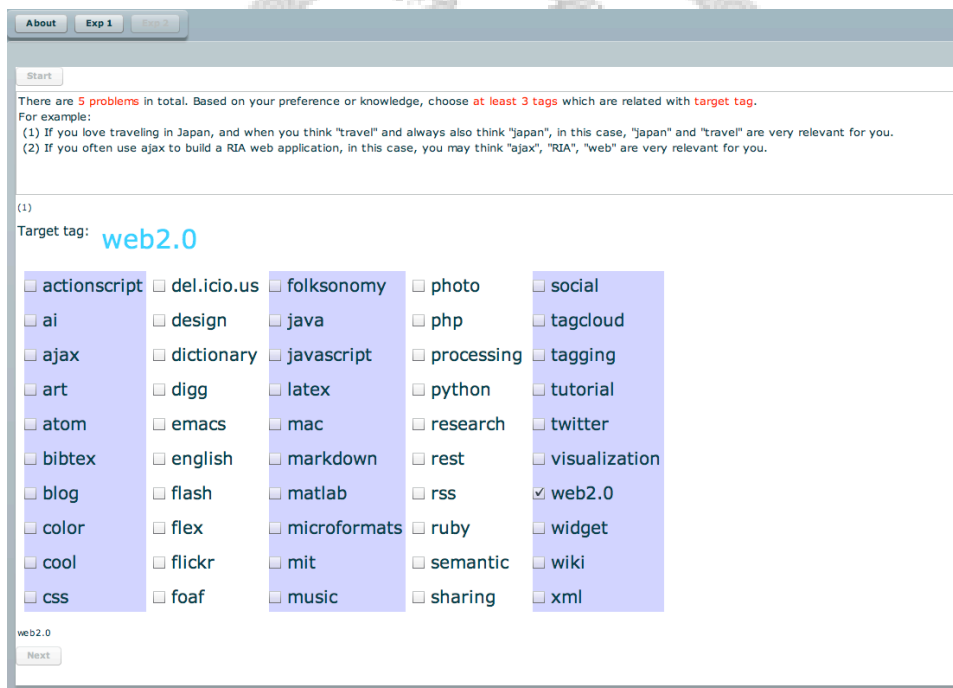 About Exp 1 Exp 2
Start
There are 5 problems in total. Based on your preference or knowledge, choose at least 3 tags which are related with target tag.
For example:
(1) If you love traveling in Japan, and when you think "travel" and always also think "japan", in this case, "japan" and "travel" are very relevant for you.
(2) If you often use ajax to build a RIA web application, in this case, you may think "ajax", "RIA", "web" are very relevant for you.
(1)
Target tag: web2.0
actionscript del.icio.us folksonomy photo social
ai design java php tagcloud
ajax dictionary javascript processing tagging
art digg latex python tutorial
atom emacs mac research twitter
bibtex english markdown rest visualization
blog flash matlab rss web2.0
color flex microformats ruby widget
cool flickr mit semantic wiki
css foaf music sharing xml
web2.0
Next